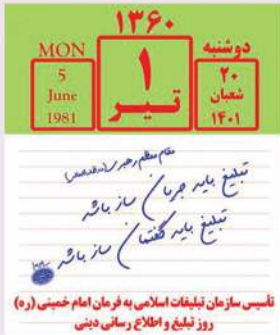 ۱۳۶۰
MON
دوشنبه
5
June
1981
۱
تیر
۲۰
شعبان
۱۴۰۱
مقام معظم رهبری
تبلیغ باید جریان ساز باشد
تبلیغ باید گفتمان ساز باشد
تأسیس سازمان تبلیغات اسلامی به فرمان امام خمینی (ره)
روز تبلیغ و اطلاع رسانی دینی